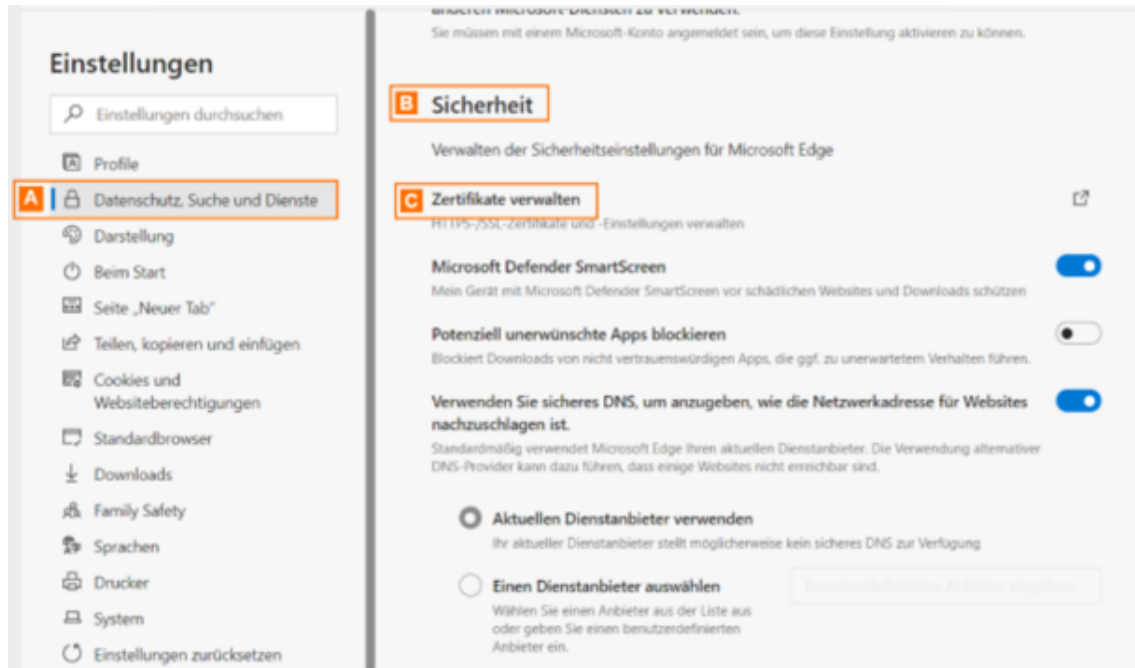 Einstellungen
Einstellungen durchsuchen
Profile
A Datenschutz, Suche und Dienste
Darstellung
Beim Start
Seite „Neuer Tab"
Teilen, kopieren und einfügen
Cookies und
Websiteberechtigungen
Standardbrowser
Downloads
Family Safety
Sprachen
Drucker
System
Einstellungen zurücksetzen
anderen Microsoft-Diensten zu verwenden.
Sie müssen mit einem Microsoft-Konto angemeldet sein, um diese Einstellung aktivieren zu können.
B Sicherheit
Verwalten der Sicherheitseinstellungen für Microsoft Edge
C Zertifikate verwalten
HTTPS-/SSL-Zertifikate und -Einstellungen verwalten
Microsoft Defender SmartScreen
Mein Gerät mit Microsoft Defender SmartScreen vor schädlichen Websites und Downloads schützen
Potenziell unerwünschte Apps blockieren
Blockiert Downloads von nicht vertrauenswürdigen Apps, die ggf. zu unerwartetem Verhalten führen.
Verwenden Sie sicheres DNS, um anzugeben, wie die Netzwerkadresse für Websites
nachzuschlagen ist.
Standardmäßig verwendet Microsoft Edge Ihren aktuellen Dienstanbieter. Die Verwendung alternativer
DNS-Provider kann dazu führen, dass einige Websites nicht erreichbar sind.
Aktuellen Dienstanbieter verwenden
Ihr aktueller Dienstanbieter stellt möglicherweise kein sicheres DNS zur Verfügung
Einen Dienstanbieter auswählen
Wählen Sie einen Anbieter aus der Liste aus
oder geben Sie einen benutzerdefinierten
Anbieter ein.
Benutzerdefinierten Anbieter eingeben